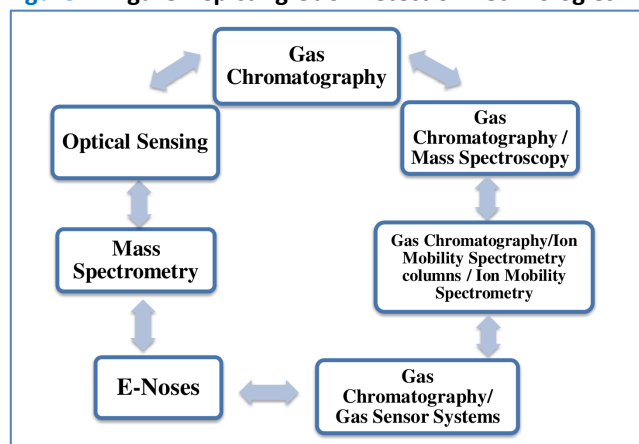 Gas
Chromatography
Gas
Chromatography /
Mass Spectroscopy
Gas Chromatography/Ion
Mobility Spectrometry
columns / Ion Mobility
Spectrometry
Gas
Chromatography/
Gas Sensor Systems
E-Noses
Mass
Spectrometry
Optical Sensing